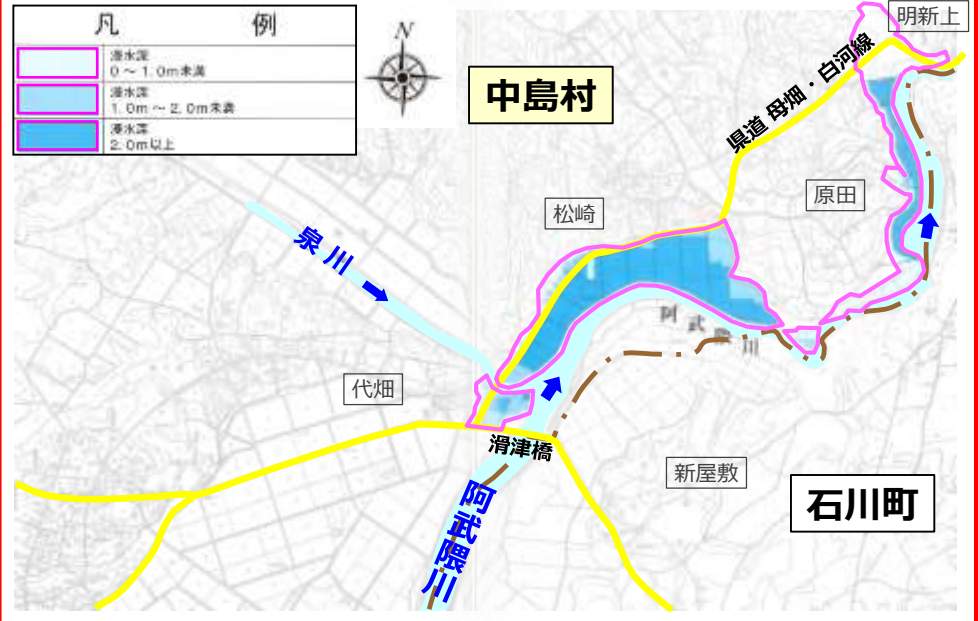 凡 例
浸水深
0 ～ 1.0m未満
浸水深
1.0m ～ 2.0m未満
浸水深
2.0m以上
N
明新上
中島村
県道 母畑・白河線
原田
松崎
泉川
阿武隈川
代畑
滑津橋
新屋敷
石川町
阿武隈川